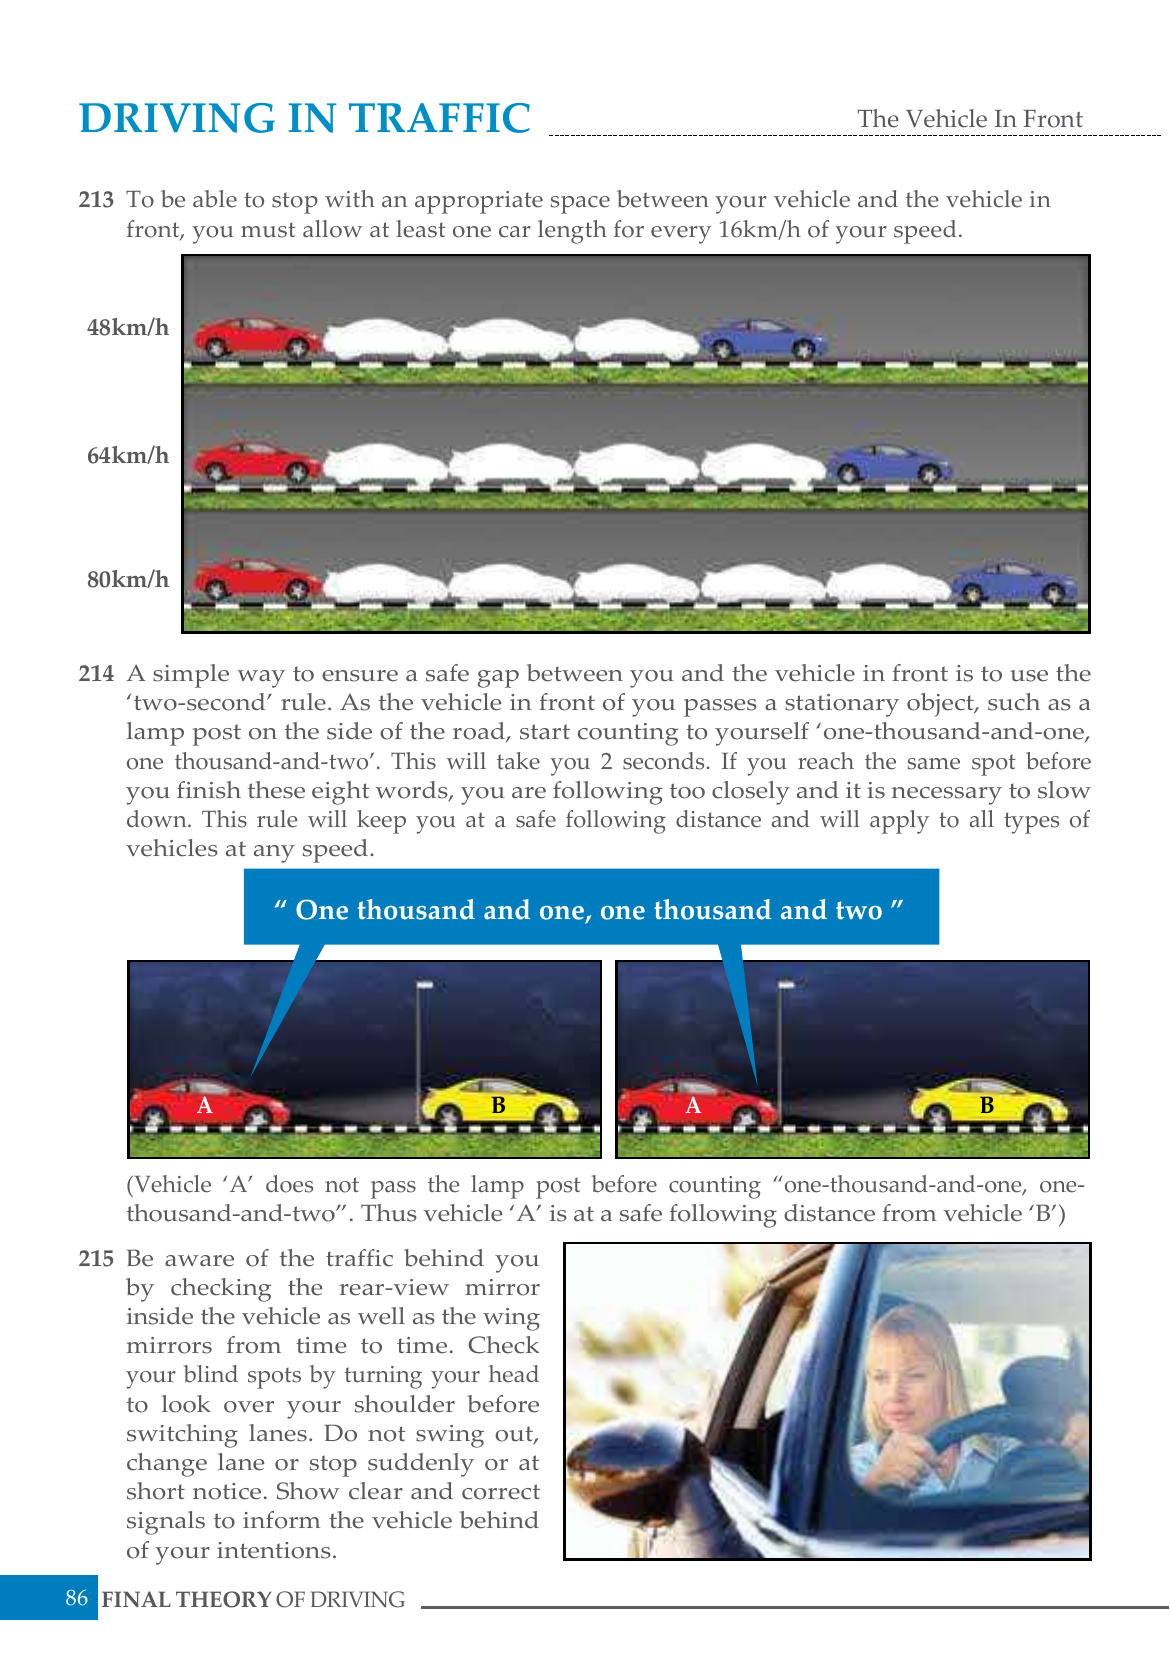 DRIVING IN TRAFFIC
The Vehicle In Front
213 To be able to stop with an appropriate space between your vehicle and the vehicle in
front, you must allow at least one car length for every 16km/h of your speed.
48km/h
64km/h
80km/h
214 A simple way to ensure a safe gap between you and the vehicle in front is to use the
‘two-second’ rule. As the vehicle in front of you passes a stationary object, such as a
lamp post on the side of the road, start counting to yourself ‘one-thousand-and-one,
one thousand-and-two’. This will take you 2 seconds. If you reach the same spot before
you finish these eight words, you are following too closely and it is necessary to slow
down. This rule will keep you at a safe following distance and will apply to all types of
vehicles at any speed.
“ One thousand and one, one thousand and two ”
A B A B
(Vehicle ‘A’ does not pass the lamp post before counting “one-thousand-and-one, one-
thousand-and-two”. Thus vehicle ‘A’ is at a safe following distance from vehicle ‘B’)
215 Be aware of the traffic behind you
by checking the rear-view mirror
inside the vehicle as well as the wing
mirrors from time to time. Check
your blind spots by turning your head
to look over your shoulder before
switching lanes. Do not swing out,
change lane or stop suddenly or at
short notice. Show clear and correct
signals to inform the vehicle behind
of your intentions.
86 FINAL THEORY OF DRIVING